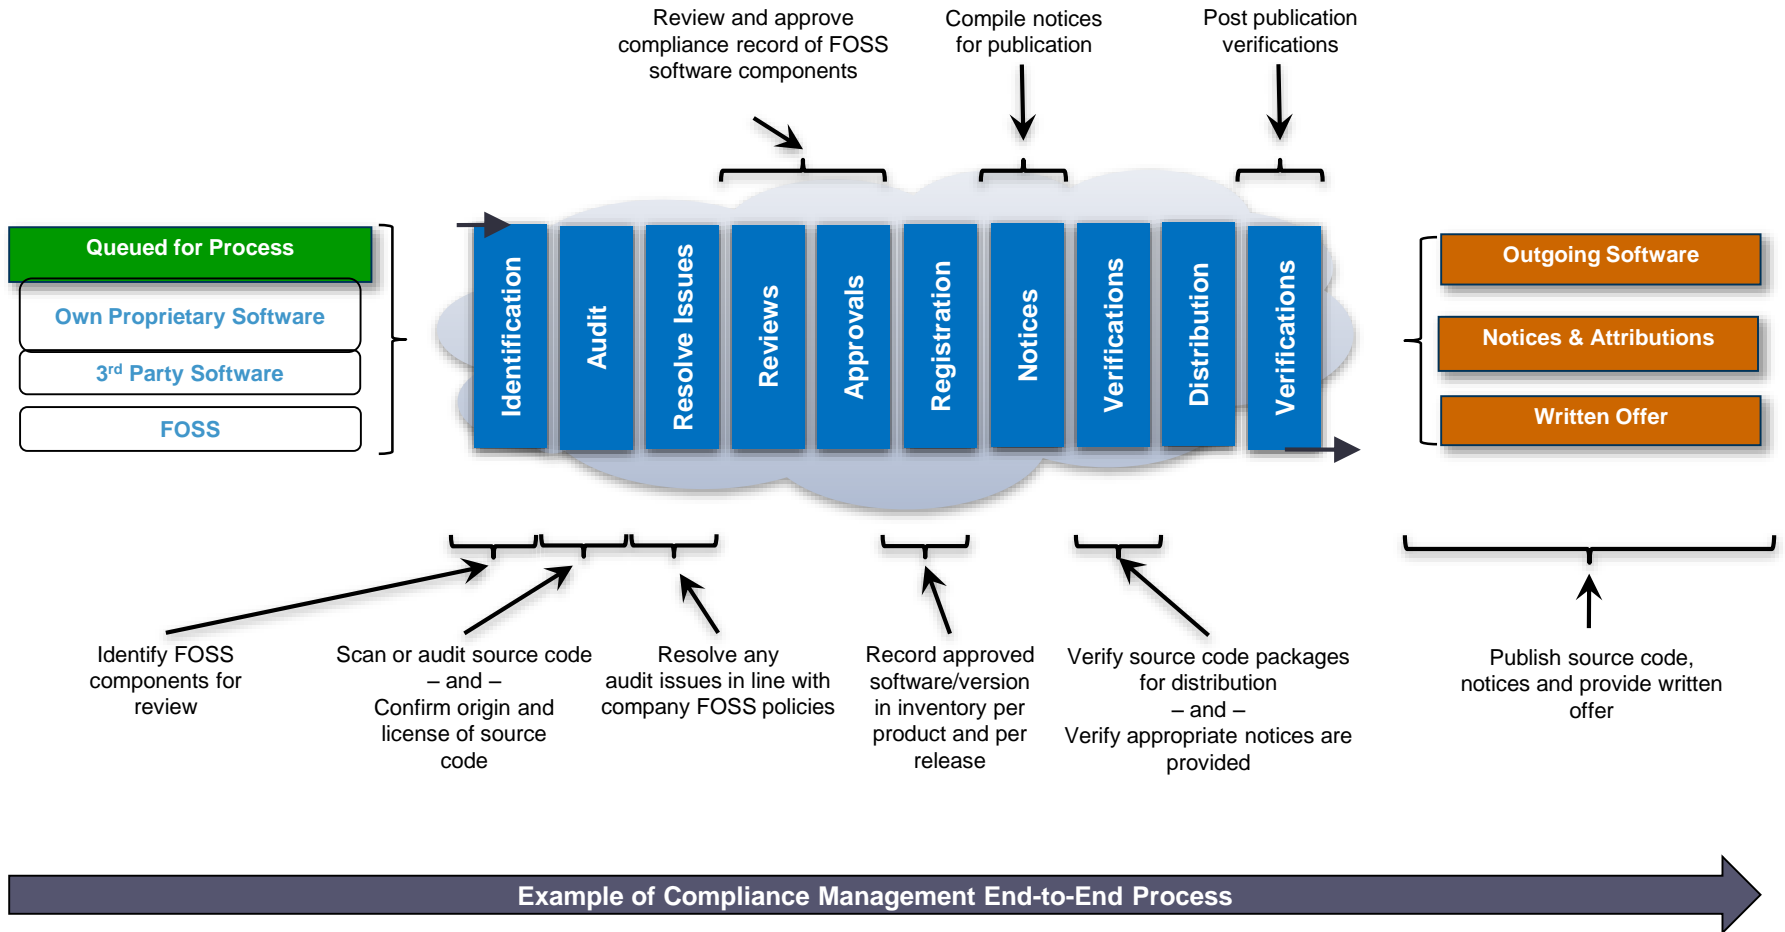 Review and approve
compliance record of FOSS
software components
Compile notices
for publication
Post publication
verifications
Queued for Process
Own Proprietary Software
3rd Party Software
FOSS
Identification
Audit
Resolve Issues
Reviews
Approvals
Registration
Notices
Verifications
Distribution
Verifications
Outgoing Software
Notices & Attributions
Written Offer
Identify FOSS
components for
review
Scan or audit source code
– and –
Confirm origin and
license of source
code
Resolve any
audit issues in line with
company FOSS policies
Record approved
software/version
in inventory per
product and per
release
Verify source code packages
for distribution
– and –
Verify appropriate notices are
provided
Publish source code,
notices and provide written
offer
Example of Compliance Management End-to-End Process